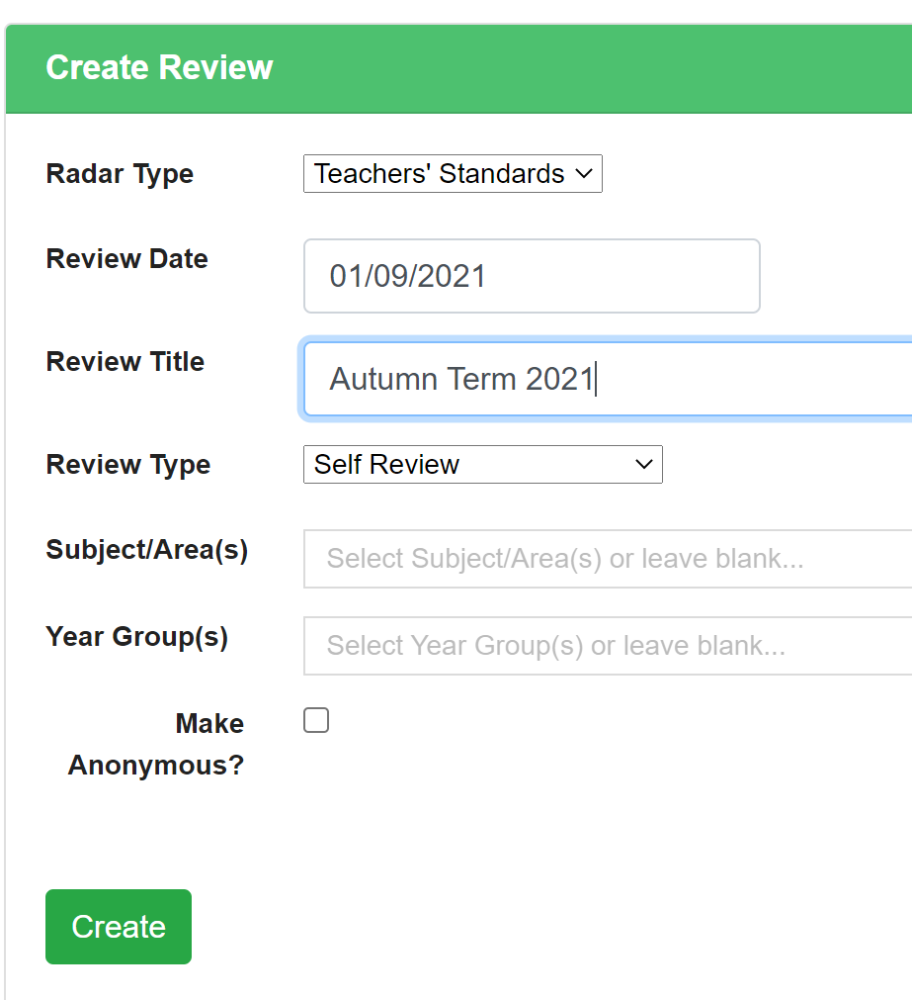 Create Review
Radar Type Teachers' Standards
Review Date 01/09/2021
Review Title Autumn Term 2021
Review Type Self Review
Subject/Area(s) Select Subject/Area(s) or leave blank...
Year Group(s) Select Year Group(s) or leave blank...
Make
Anonymous?
Create